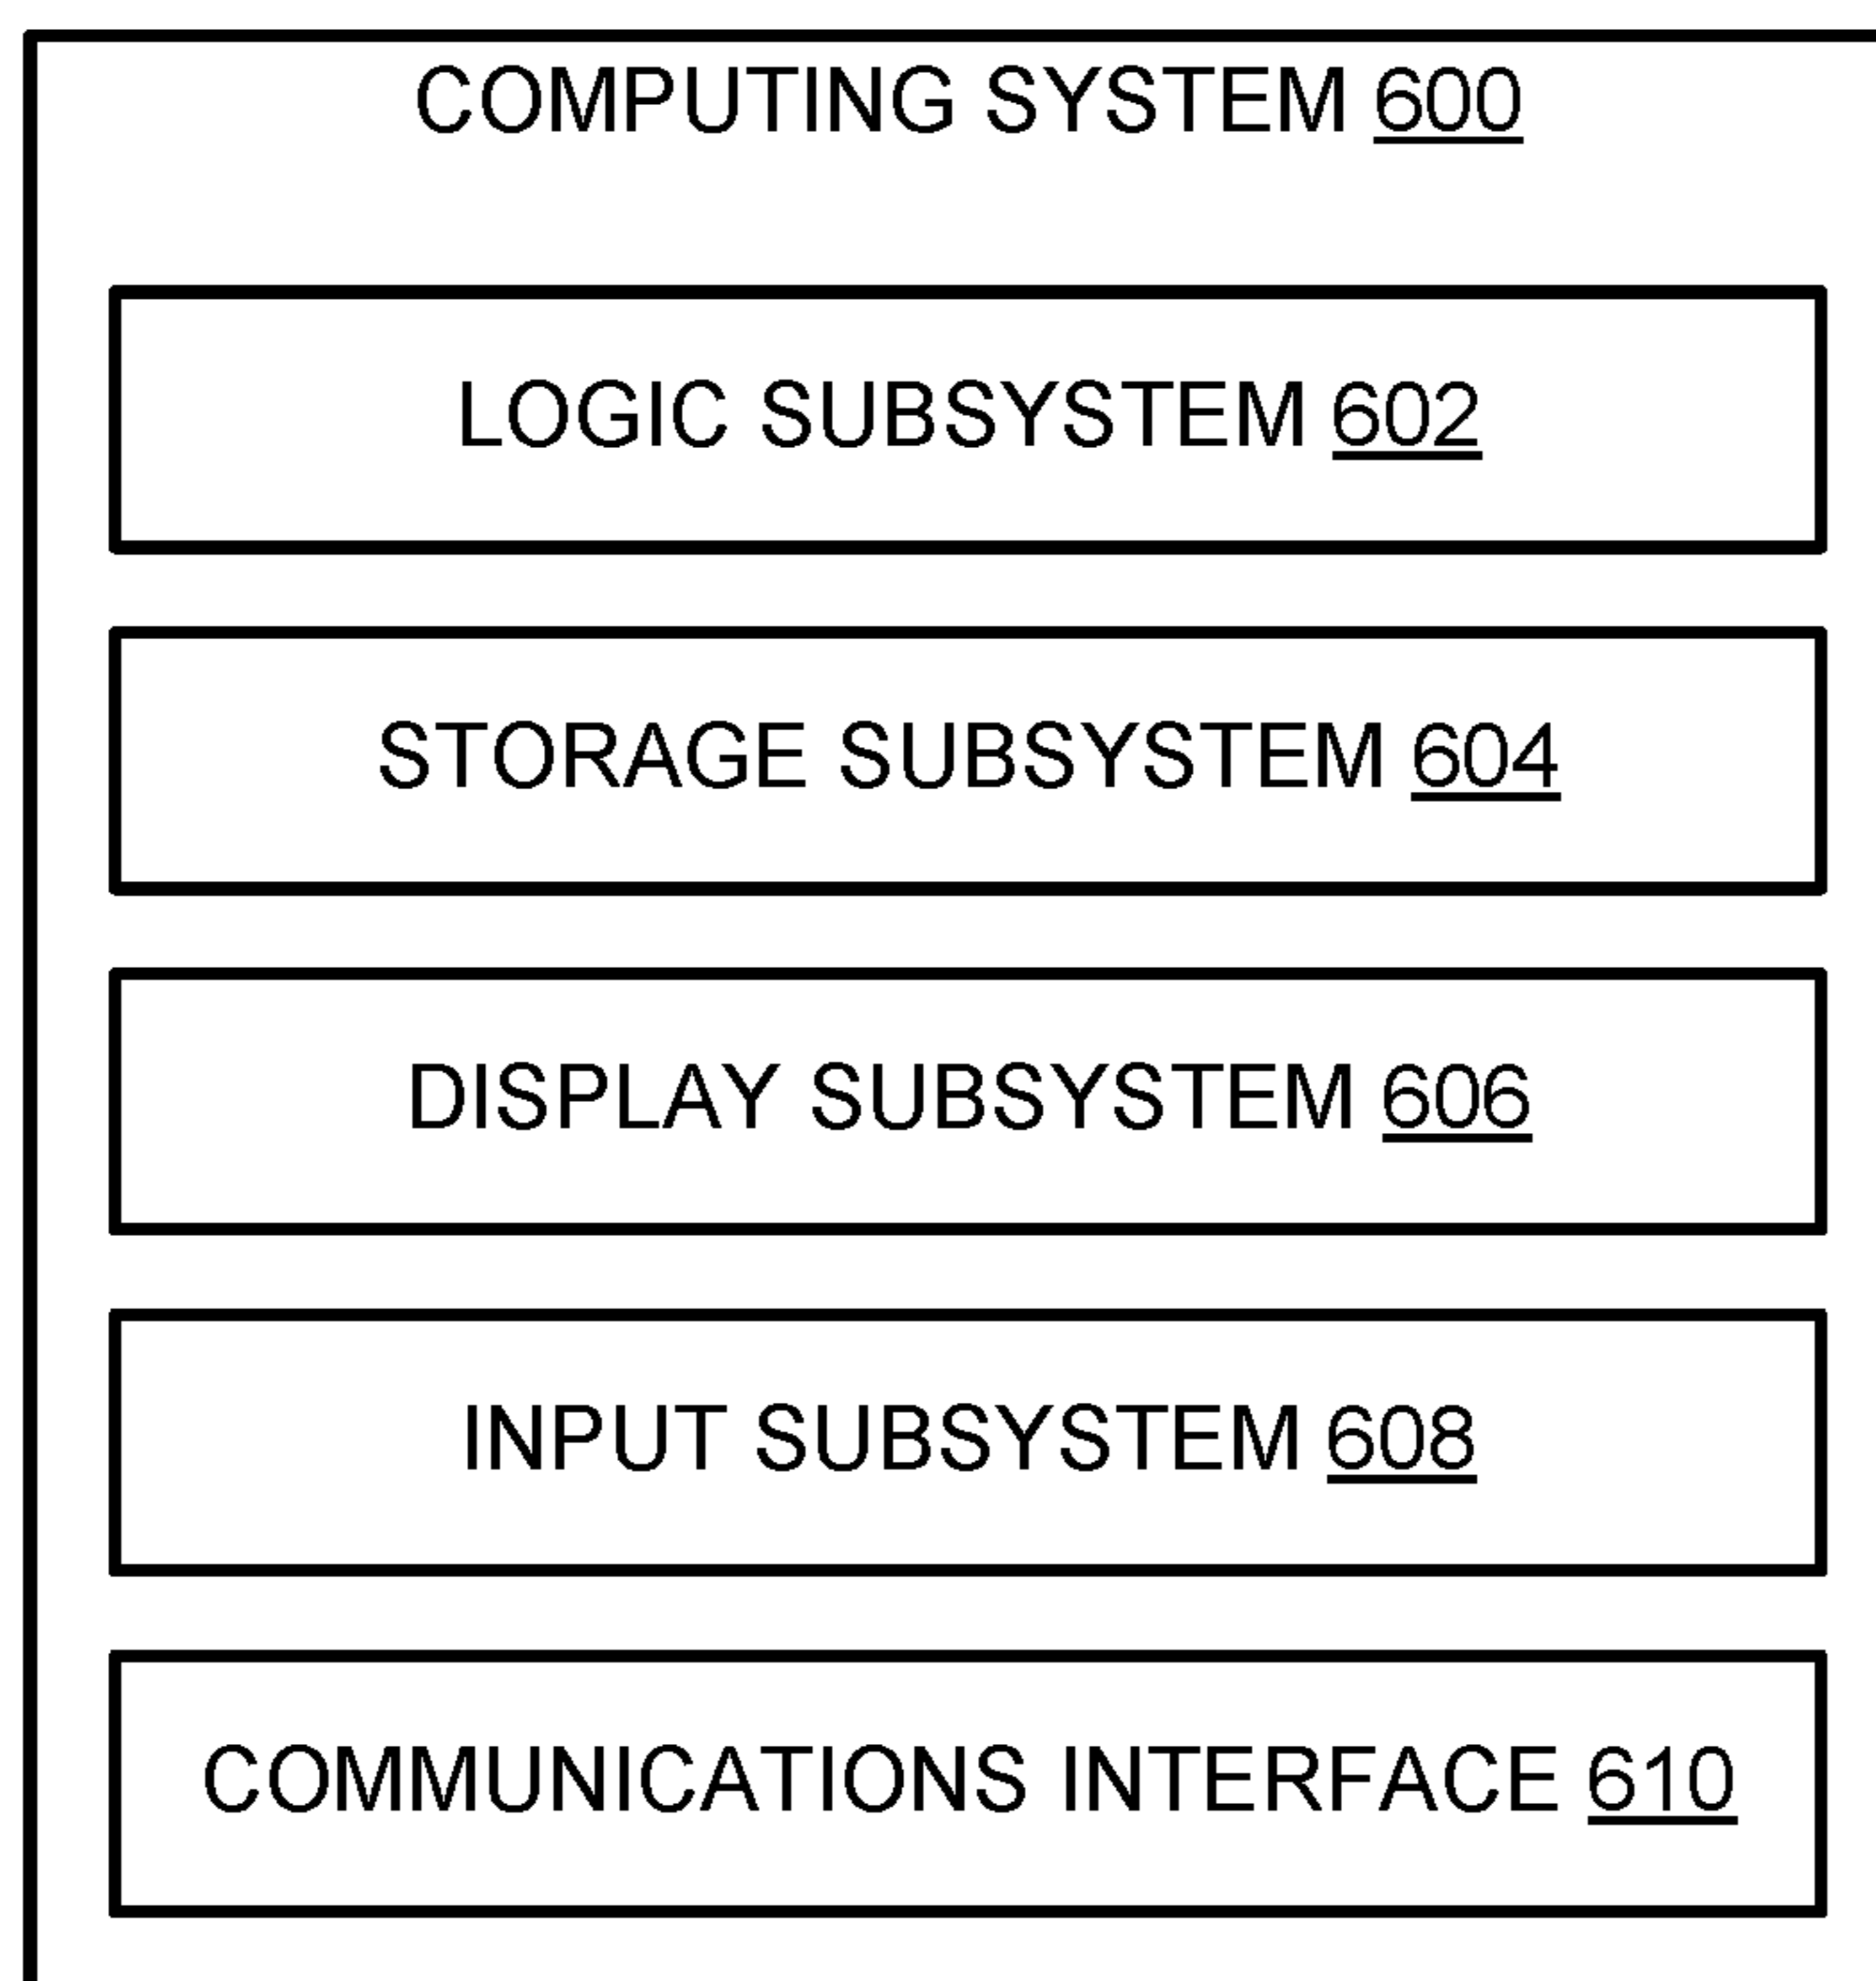 COMPUTING SYSTEM 600
LOGIC SUBSYSTEM 602
STORAGE SUBSYSTEM 604
DISPLAY SUBSYSTEM 606
INPUT SUBSYSTEM 608
COMMUNICATIONS INTERFACE 610